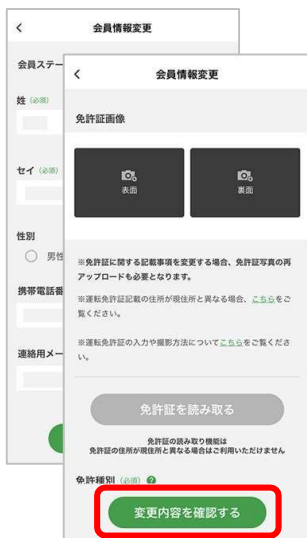 会員情報変更
会員ステー
姓 (必須)
セイ (必須)
性別
男性
携帯電話番
連絡用メー
会員情報変更
免許証画像
表面
裏面
※免許証に関する記載事項を変更する場合、免許証写真の再
アップロードも必要となります。
※運転免許証記載の住所が現住所と異なる場合、こちらをご
覧ください。
※運転免許証の入力や撮影方法についてこちらをご覧くださ
い。
免許証を読み取る
免許証の読み取り機能は
免許証の住所が現住所と異なる場合はご利用いただけません
免許種別 (必須) ?
変更内容を確認する